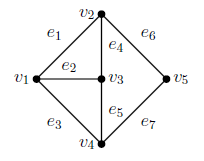 v₂
e₁ e₆
e₄
v₁ e₂ v₃ v₅
e₅
e₃ e₇
v₄